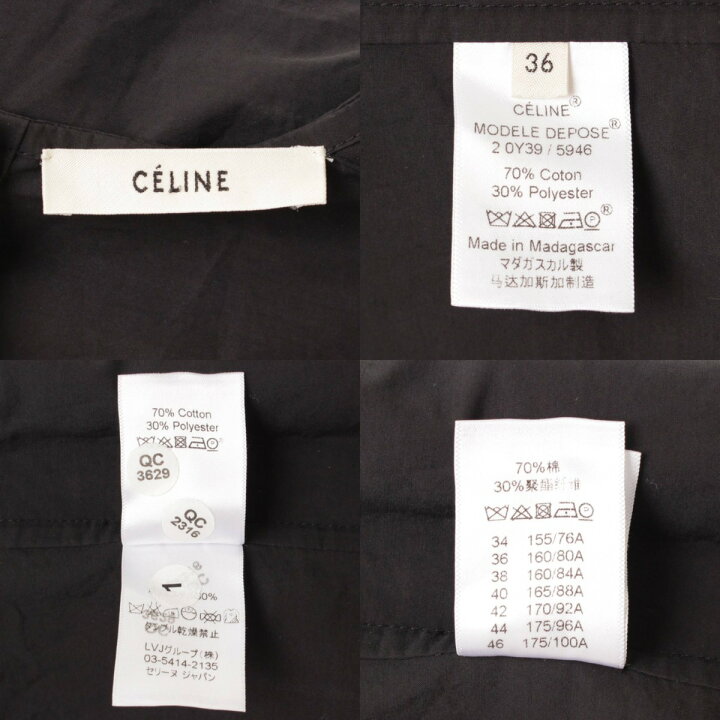 CÉLINE
36
CÉLINE®
MODELE DEPOSE®
2 0Y39 / 5946
70% Coton
30% Polyester
®
Made in Madagascar
マダガスカル製
马达加斯加制造
70% Cotton
30% Polyester
QC
3629
QC
2316
1
タンブル乾燥禁止
LVJグループ(株)
03-5414-2135
セリーヌ ジャパン
70%棉
30%聚酯纤维
34 155/76A
36 160/80A
38 160/84A
40 165/88A
42 170/92A
44 175/96A
46 175/100A